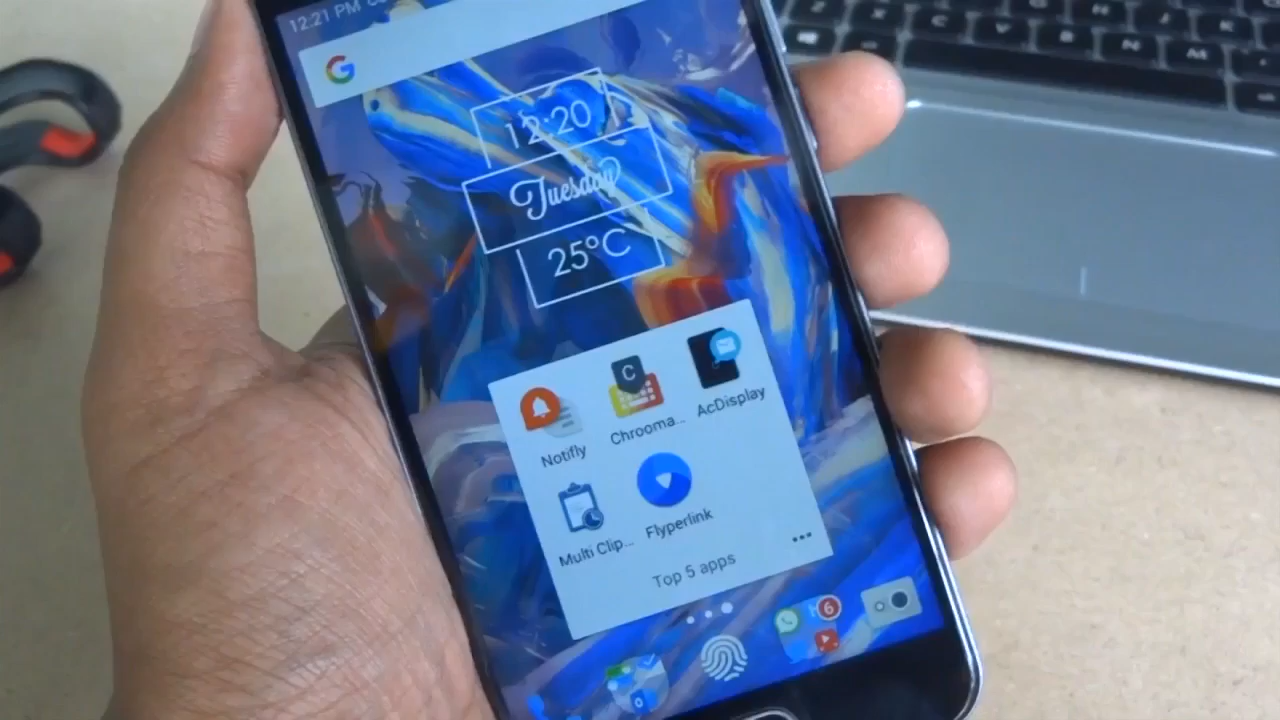 12:21 PM
G
12:20
Tuesday
25°C
C
Notifly
Chrooma...
AcDisplay
Multi Clip...
Flyperlink
Top 5 apps
6
Z X C V B N M